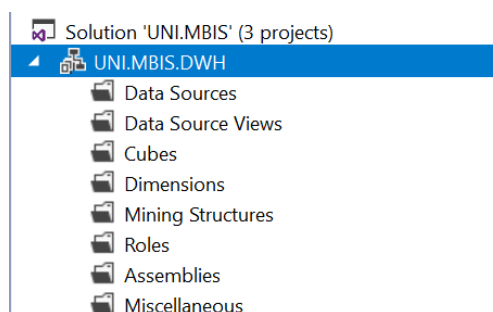 Solution 'UNI.MBIS' (3 projects)
UNI.MBIS.DWH
Data Sources
Data Source Views
Cubes
Dimensions
Mining Structures
Roles
Assemblies
Miscellaneous